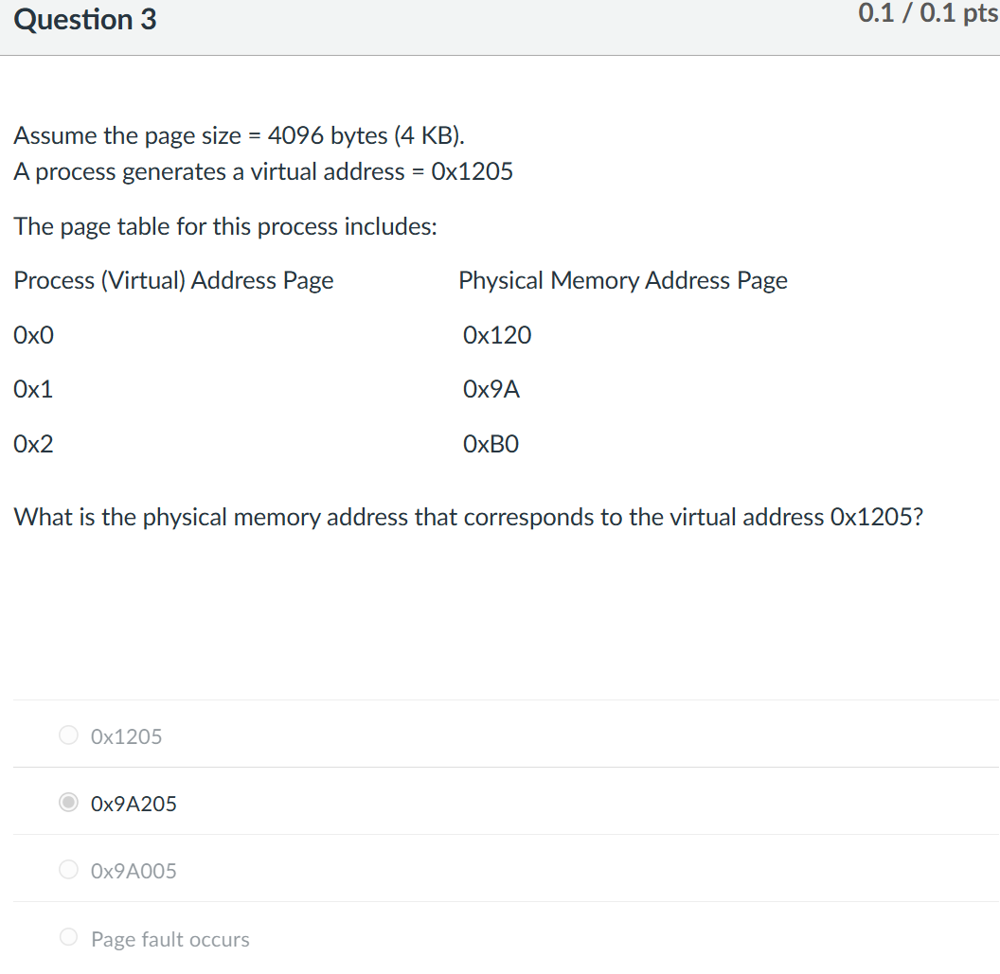 Question 3
0.1 / 0.1 pts
Assume the page size = 4096 bytes (4 KB).
A process generates a virtual address = 0x1205
The page table for this process includes:
Process (Virtual) Address Page Physical Memory Address Page
0x0 0x120
0x1 0x9A
0x2 0xB0
What is the physical memory address that corresponds to the virtual address 0x1205?
0x1205
0x9A205
0x9A005
Page fault occurs